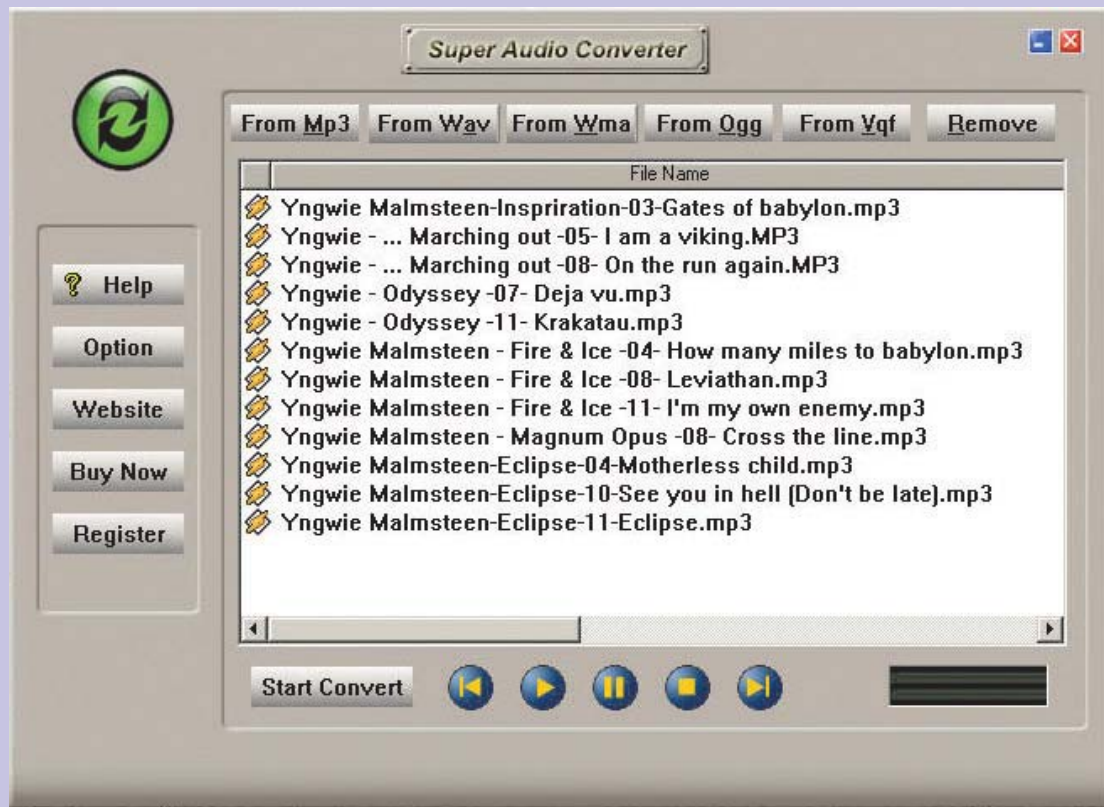 Super Audio Converter
From Mp3 From Wav From Wma From Ogg From Vqf Remove
File Name
Yngwie Malmsteen-Inspriration-03-Gates of babylon.mp3
Yngwie - ... Marching out -05- I am a viking.MP3
Yngwie - ... Marching out -08- On the run again.MP3
Yngwie - Odyssey -07- Deja vu.mp3
Yngwie - Odyssey -11- Krakatau.mp3
Yngwie Malmsteen - Fire & Ice -04- How many miles to babylon.mp3
Yngwie Malmsteen - Fire & Ice -08- Leviathan.mp3
Yngwie Malmsteen - Fire & Ice -11- I'm my own enemy.mp3
Yngwie Malmsteen - Magnum Opus -08- Cross the line.mp3
Yngwie Malmsteen-Eclipse-04-Motherless child.mp3
Yngwie Malmsteen-Eclipse-10-See you in hell (Don't be late).mp3
Yngwie Malmsteen-Eclipse-11-Eclipse.mp3
? Help
Option
Website
Buy Now
Register
Start Convert